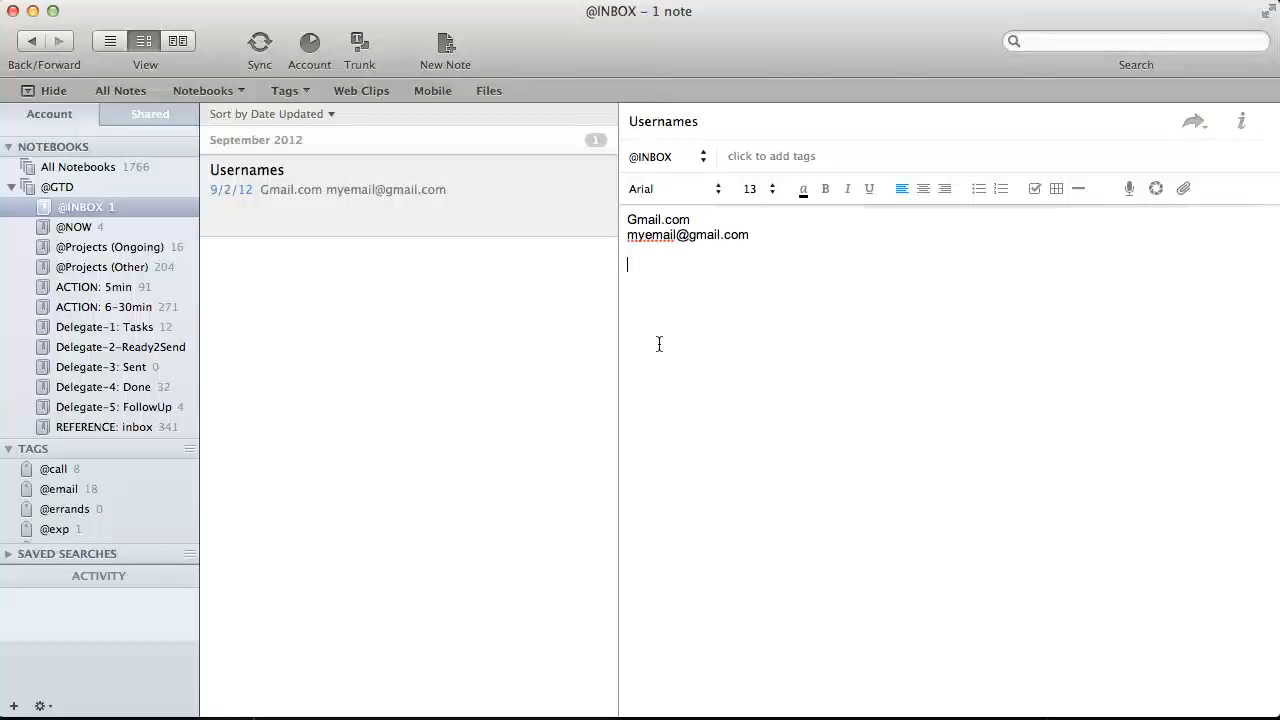 @INBOX – 1 note
Back/Forward
View
Sync
Account
Trunk
New Note
Search
Hide
All Notes
Notebooks
Tags
Web Clips
Mobile
Files
Account
Shared
NOTEBOOKS
All Notebooks 1766
@GTD
@INBOX 1
@NOW 4
@Projects (Ongoing) 16
@Projects (Other) 204
ACTION: 5min 91
ACTION: 6-30min 271
Delegate-1: Tasks 12
Delegate-2-Ready2Send
Delegate-3: Sent 0
Delegate-4: Done 32
Delegate-5: FollowUp 4
REFERENCE: inbox 341
TAGS
@call 8
@email 18
@errands 0
@exp 1
SAVED SEARCHES
ACTIVITY
Sort by Date Updated
September 2012 1
Usernames
9/2/12 Gmail.com myemail@gmail.com
Usernames
@INBOX click to add tags
Arial 13 a B I U
Gmail.com
myemail@gmail.com